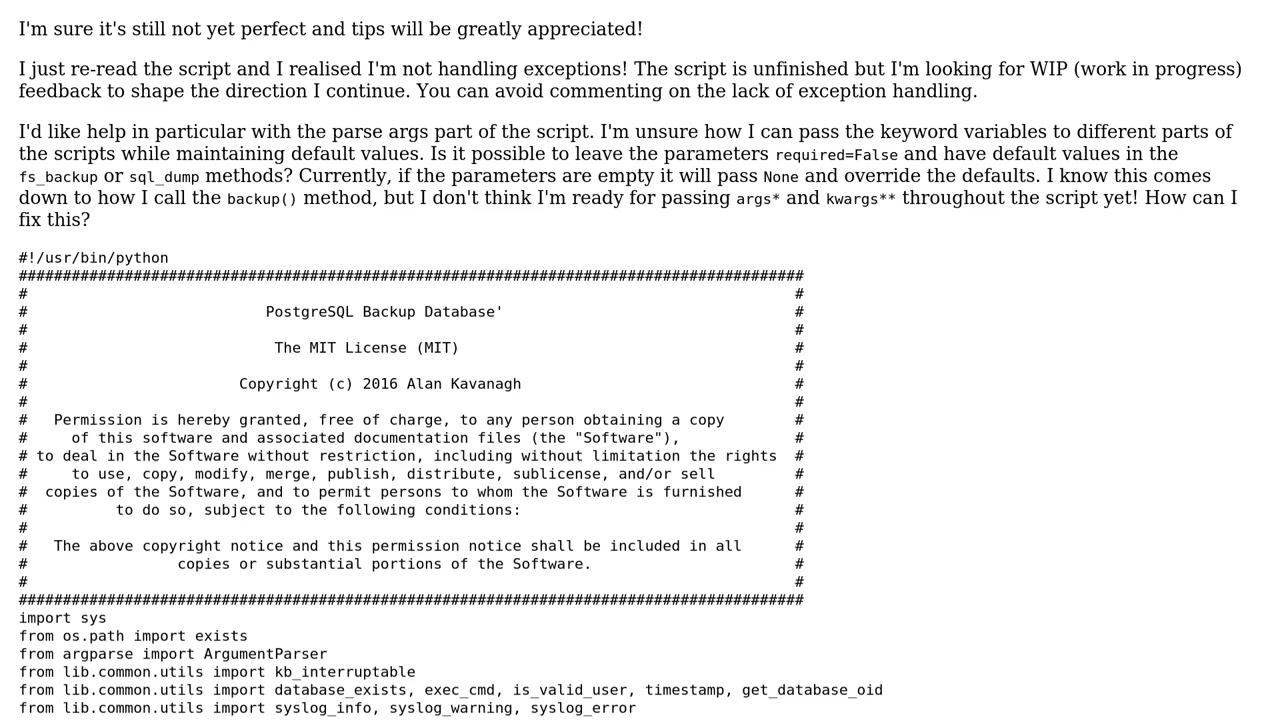 I'm sure it's still not yet perfect and tips will be greatly appreciated!
I just re-read the script and I realised I'm not handling exceptions! The script is unfinished but I'm looking for WIP (work in progress)
feedback to shape the direction I continue. You can avoid commenting on the lack of exception handling.
I'd like help in particular with the parse args part of the script. I'm unsure how I can pass the keyword variables to different parts of
the scripts while maintaining default values. Is it possible to leave the parameters required=False and have default values in the
fs_backup or sql_dump methods? Currently, if the parameters are empty it will pass None and override the defaults. I know this comes
down to how I call the backup() method, but I don't think I'm ready for passing args* and kwargs** throughout the script yet! How can I
fix this?
#!/usr/bin/python
#########################################################################################
#                                                                                       #
#                           PostgreSQL Backup Database'                                 #
#                                                                                       #
#                            The MIT License (MIT)                                      #
#                                                                                       #
#                        Copyright (c) 2016 Alan Kavanagh                               #
#                                                                                       #
#   Permission is hereby granted, free of charge, to any person obtaining a copy        #
#     of this software and associated documentation files (the "Software"),             #
# to deal in the Software without restriction, including without limitation the rights  #
#     to use, copy, modify, merge, publish, distribute, sublicense, and/or sell         #
#  copies of the Software, and to permit persons to whom the Software is furnished      #
#          to do so, subject to the following conditions:                               #
#                                                                                       #
#   The above copyright notice and this permission notice shall be included in all      #
#                 copies or substantial portions of the Software.                       #
#                                                                                       #
#########################################################################################
import sys
from os.path import exists
from argparse import ArgumentParser
from lib.common.utils import kb_interruptable
from lib.common.utils import database_exists, exec_cmd, is_valid_user, timestamp, get_database_oid
from lib.common.utils import syslog_info, syslog_warning, syslog_error